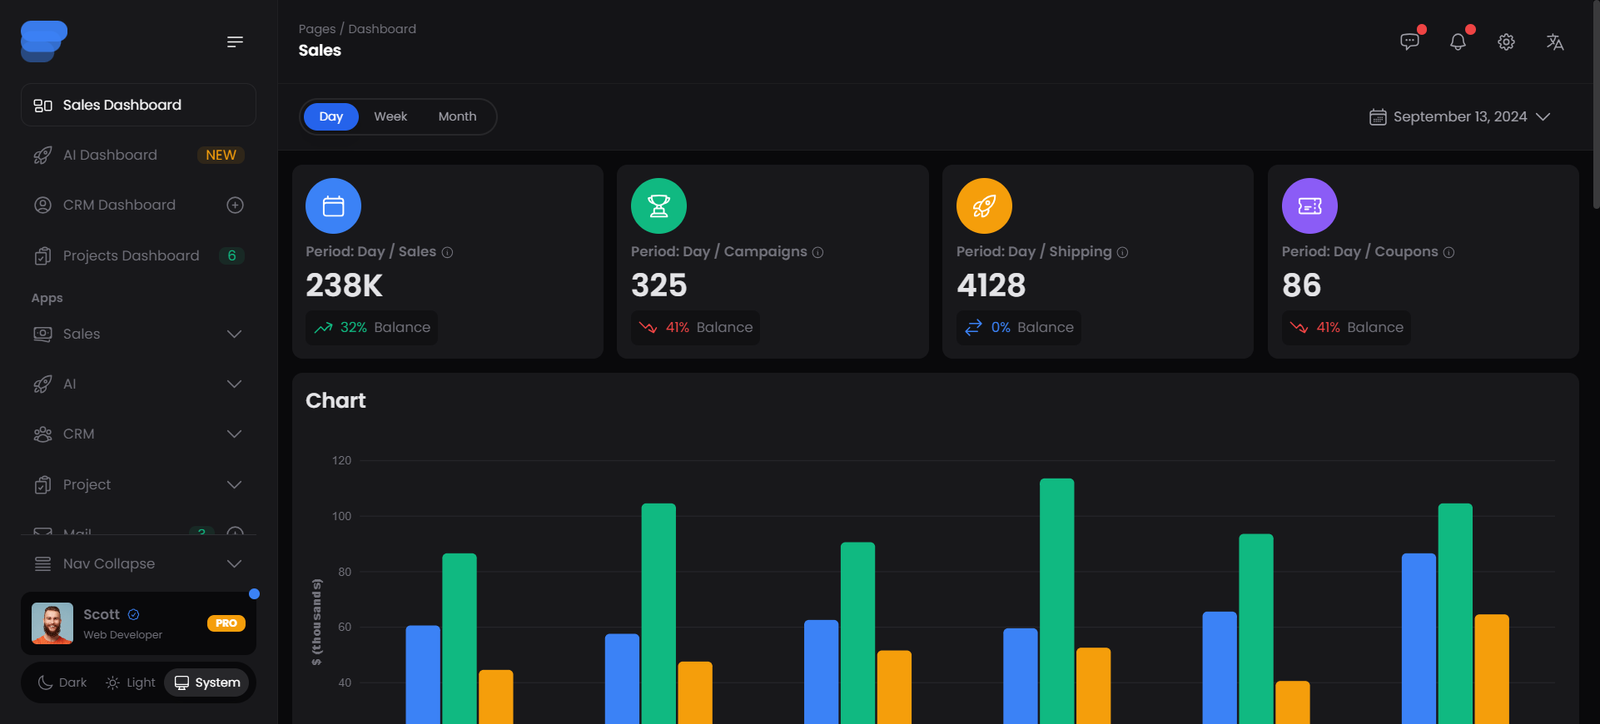 Pages / Dashboard
Sales
Sales Dashboard
AI Dashboard NEW
CRM Dashboard
Projects Dashboard 6
Apps
Sales
AI
CRM
Project
Mail 3
Nav Collapse
Scott
Web Developer
PRO
Dark Light System
Day Week Month
September 13, 2024
Period: Day / Sales
238K
32% Balance
Period: Day / Campaigns
325
41% Balance
Period: Day / Shipping
4128
0% Balance
Period: Day / Coupons
86
41% Balance
Chart
120
100
80
60
40
$ (thousands)